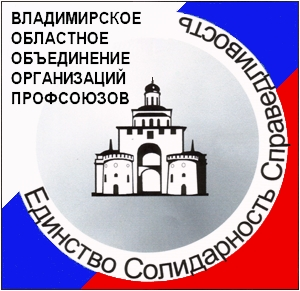 ВЛАДИМИРСКОЕ
ОБЛАСТНОЕ
ОБЪЕДИНЕНИЕ
ОРГАНИЗАЦИЙ
ПРОФСОЮЗОВ
Единство Солидарность Справедливость